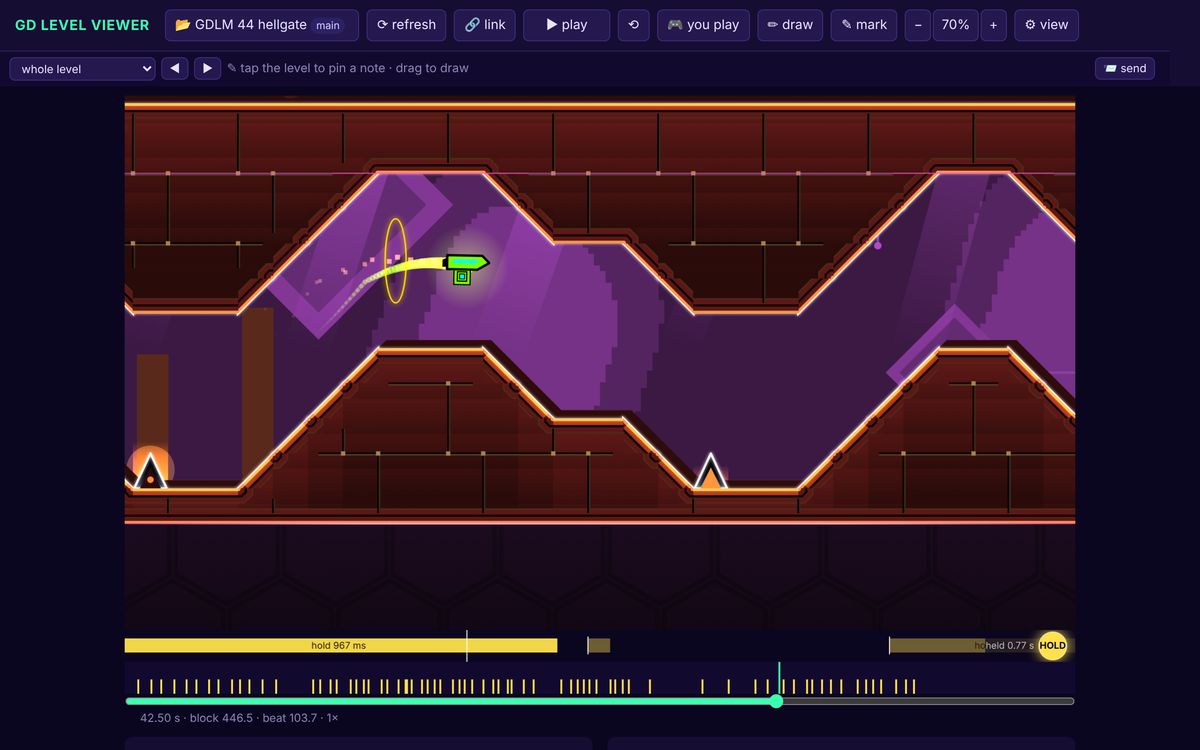 GD LEVEL VIEWER
📂 GDLM 44 hellgate main
⟳ refresh
🔗 link
▶ play
⟲
🎮 you play
✏ draw
✎ mark
−
70%
+
⚙ view
whole level
◀
▶
✎ tap the level to pin a note · drag to draw
📨 send
hold 967 ms
held 0.77 s
HOLD
42.50 s · block 446.5 · beat 103.7 · 1×